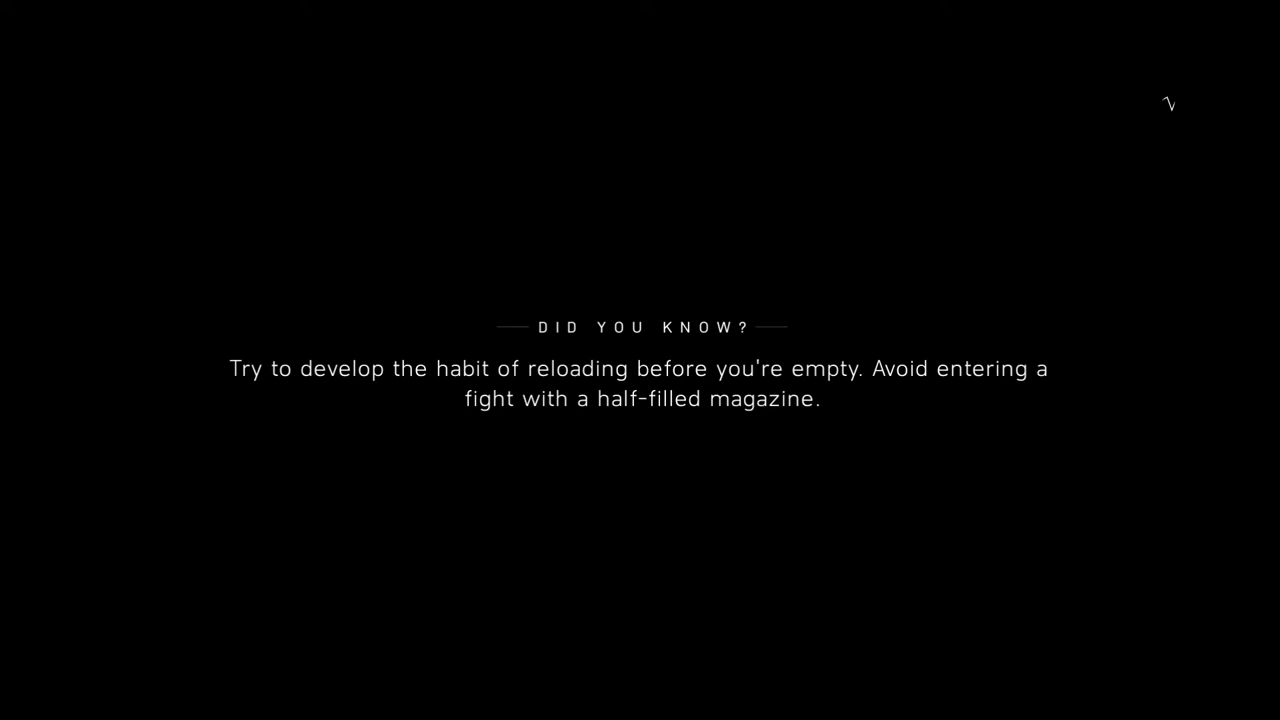 DID YOU KNOW?
Try to develop the habit of reloading before you're empty. Avoid entering a
fight with a half-filled magazine.